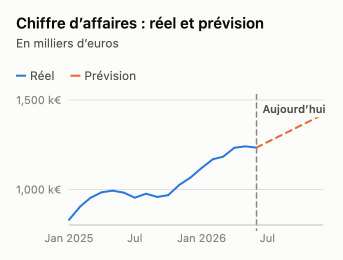 Chiffre d’affaires : réel et prévision
En milliers d’euros
Réel Prévision
1,500 k€
Aujourd’hui
1,000 k€
Jan 2025 Jul Jan 2026 Jul